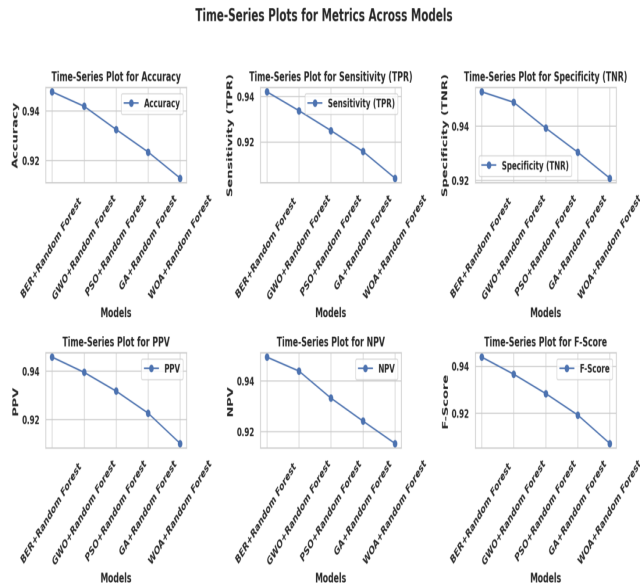 Time-Series Plots for Metrics Across Models
Time-Series Plot for Accuracy
Accuracy
0.94
0.92
Accuracy
BER+Random Forest
GWO+Random Forest
PSO+Random Forest
GA+Random Forest
WOA+Random Forest
Models
Time-Series Plot for Sensitivity (TPR)
Sensitivity (TPR)
0.94
0.92
Sensitivity (TPR)
BER+Random Forest
GWO+Random Forest
PSO+Random Forest
GA+Random Forest
WOA+Random Forest
Models
Time-Series Plot for Specificity (TNR)
Specificity (TNR)
0.94
0.92
Specificity (TNR)
BER+Random Forest
GWO+Random Forest
PSO+Random Forest
GA+Random Forest
WOA+Random Forest
Models
Time-Series Plot for PPV
PPV
0.94
0.92
PPV
BER+Random Forest
GWO+Random Forest
PSO+Random Forest
GA+Random Forest
WOA+Random Forest
Models
Time-Series Plot for NPV
NPV
0.94
0.92
NPV
BER+Random Forest
GWO+Random Forest
PSO+Random Forest
GA+Random Forest
WOA+Random Forest
Models
Time-Series Plot for F-Score
F-Score
0.94
0.92
F-Score
BER+Random Forest
GWO+Random Forest
PSO+Random Forest
GA+Random Forest
WOA+Random Forest
Models